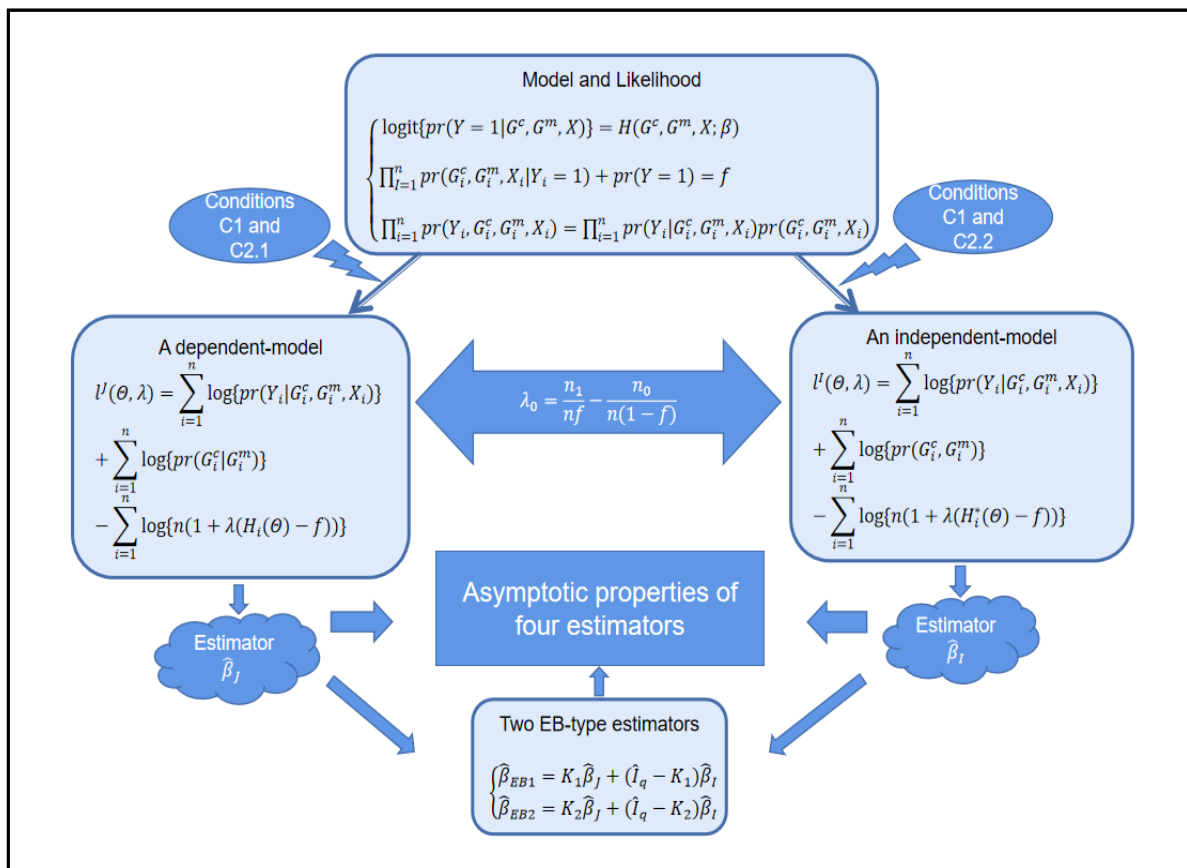 Model and Likelihood
logit{pr(Y = 1|G^c, G^m, X)} = H(G^c, G^m, X; β)
∏_{I=1}^{n} pr(G_i^c, G_i^m, X_i|Y_i = 1) + pr(Y = 1) = f
∏_{i=1}^{n} pr(Y_i, G_i^c, G_i^m, X_i) = ∏_{i=1}^{n} pr(Y_i|G_i^c, G_i^m, X_i)pr(G_i^c, G_i^m, X_i)
Conditions
C1 and
C2.1
Conditions
C1 and
C2.2
A dependent-model
l^J(Θ, λ) = ∑_{i=1}^{n} log{pr(Y_i|G_i^c, G_i^m, X_i)}
+ ∑_{i=1}^{n} log{pr(G_i^c|G_i^m)}
− ∑_{i=1}^{n} log{n(1 + λ(H_i(Θ) − f))}
λ_0 = n_1/nf − n_0/n(1 − f)
An independent-model
l^I(Θ, λ) = ∑_{i=1}^{n} log{pr(Y_i|G_i^c, G_i^m, X_i)}
+ ∑_{i=1}^{n} log{pr(G_i^c, G_i^m)}
− ∑_{i=1}^{n} log{n(1 + λ(H_i^*(Θ) − f))}
Estimator
β̂_J
Asymptotic properties of
four estimators
Estimator
β̂_I
Two EB-type estimators
β̂_{EB1} = K_1β̂_J + (Î_q − K_1)β̂_I
β̂_{EB2} = K_2β̂_J + (Î_q − K_2)β̂_I